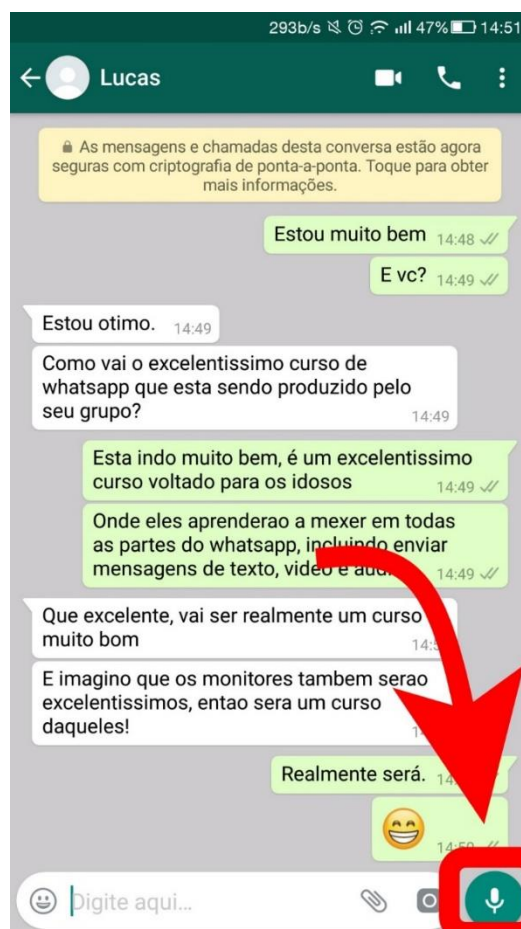 293b/s 47% 14:51
Lucas
As mensagens e chamadas desta conversa estão agora
seguras com criptografia de ponta-a-ponta. Toque para obter
mais informações.
Estou muito bem 14:48
E vc? 14:49
Estou otimo. 14:49
Como vai o excelentissimo curso de
whatsapp que esta sendo produzido pelo
seu grupo?
14:49
Esta indo muito bem, é um excelentissimo
curso voltado para os idosos 14:49
Onde eles aprenderao a mexer em todas
as partes do whatsapp, incluindo enviar
mensagens de texto, video e 14:49
Que excelente, vai ser realmente um curso
muito bom
E imagino que os monitores tambem serao
excelentissimos, entao sera um curso
daqueles!
Realmente será.
14:50
Digite aqui...